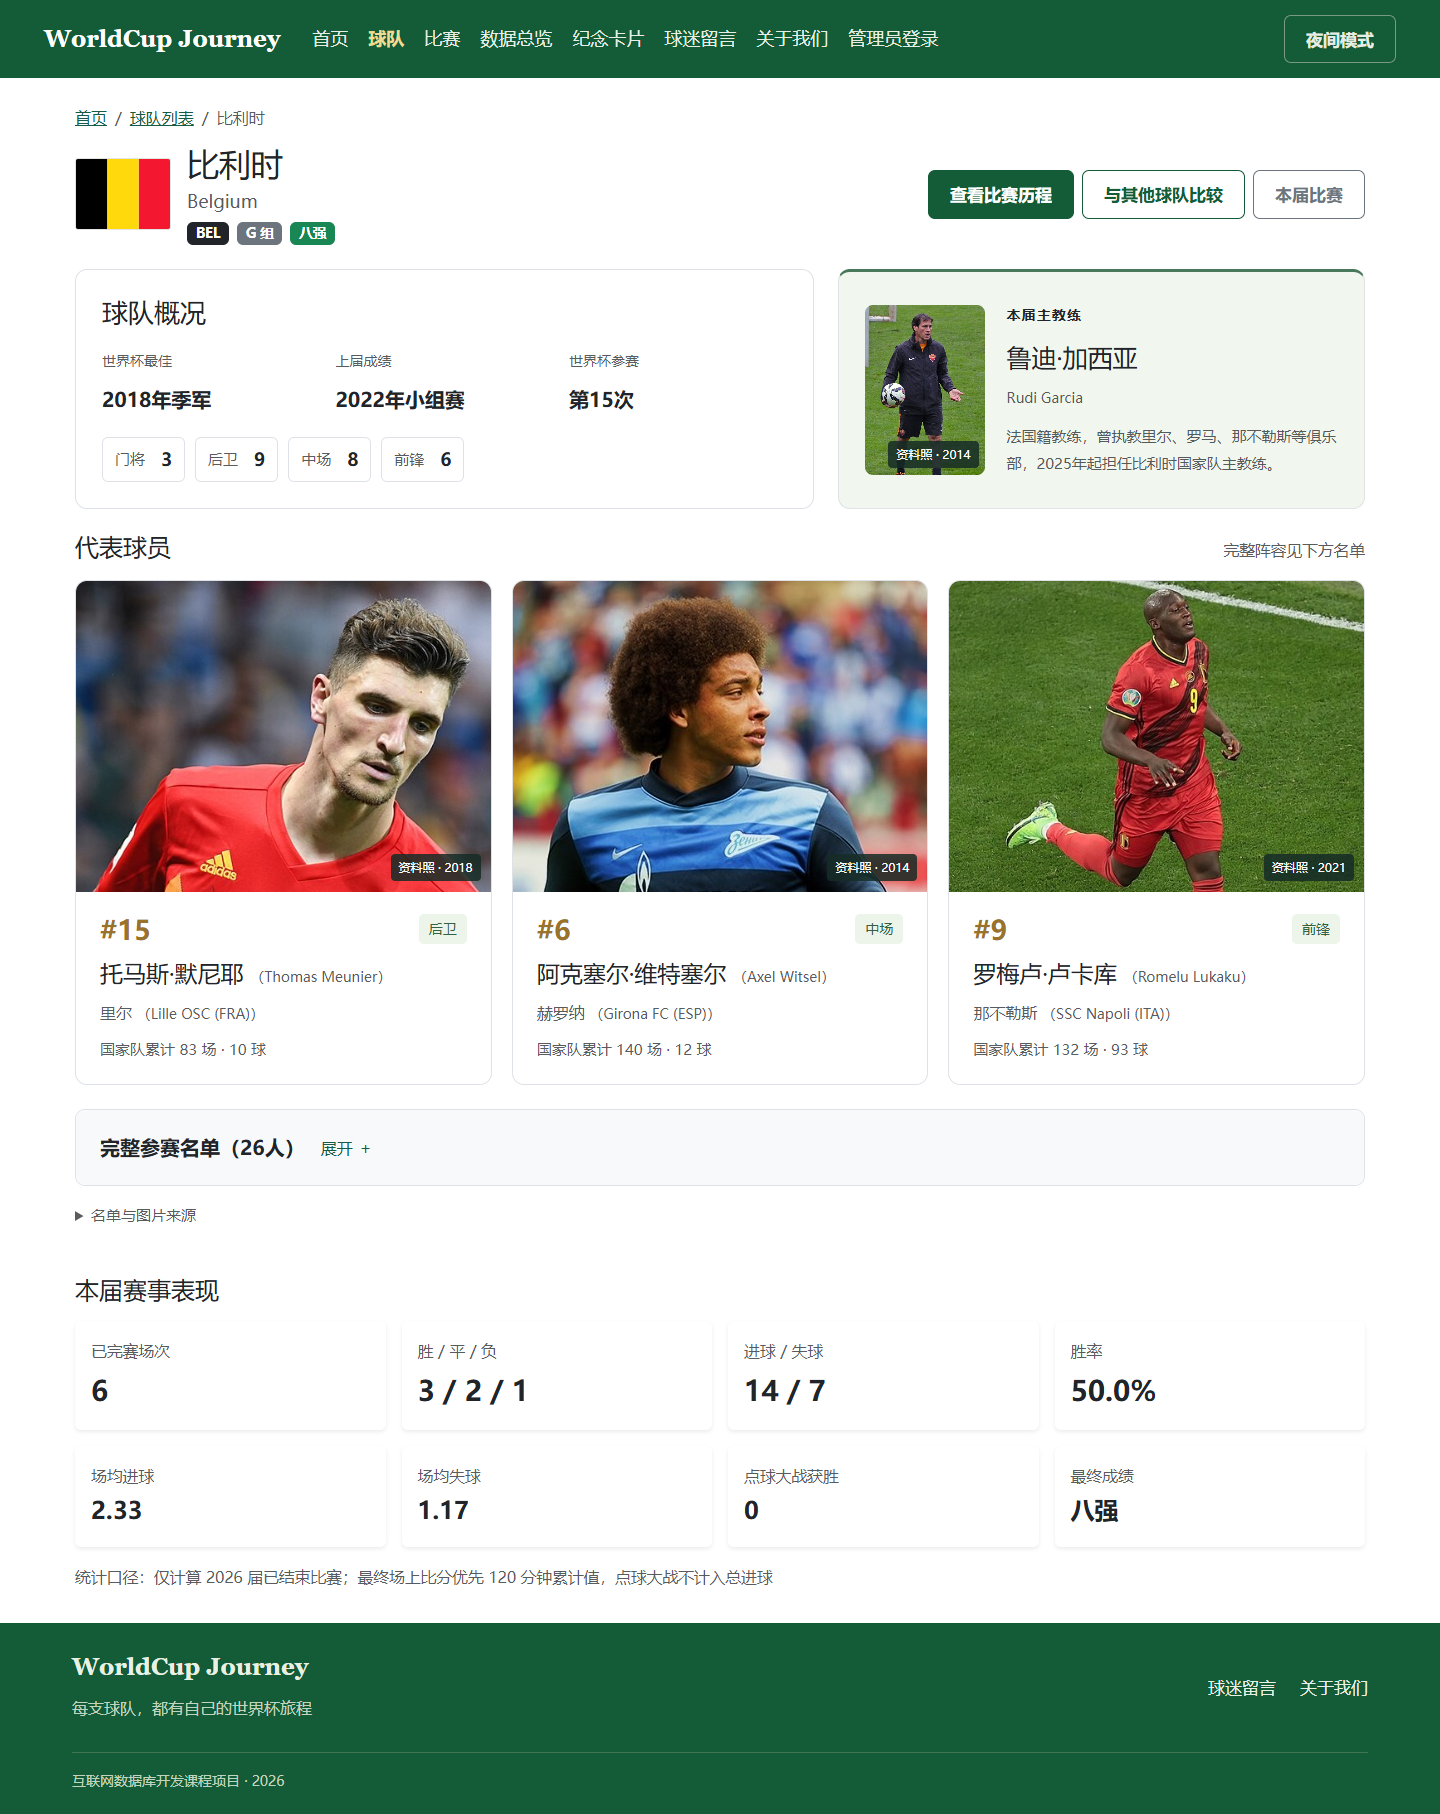 WorldCup Journey 首页 球队 比赛 数据总览 纪念卡片 球迷留言 关于我们 管理员登录 夜间模式
首页 / 球队列表 / 比利时
比利时
Belgium
BEL G 组 八强
查看比赛历程 与其他球队比较 本届比赛
球队概况
世界杯最佳 上届成绩 世界杯参赛
2018年季军 2022年小组赛 第15次
门将 3 后卫 9 中场 8 前锋 6
资料照 · 2014
本届主教练
鲁迪·加西亚
Rudi Garcia
法国籍教练，曾执教里尔、罗马、那不勒斯等俱乐
部，2025年起担任比利时国家队主教练。
代表球员
完整阵容见下方名单
adidas
资料照 · 2018
#15 后卫
托马斯·默尼耶 （Thomas Meunier）
里尔 （Lille OSC (FRA)）
国家队累计 83 场 · 10 球
资料照 · 2014
#6 中场
阿克塞尔·维特塞尔 （Axel Witsel）
赫罗纳 （Girona FC (ESP)）
国家队累计 140 场 · 12 球
9
资料照 · 2021
#9 前锋
罗梅卢·卢卡库 （Romelu Lukaku）
那不勒斯 （SSC Napoli (ITA)）
国家队累计 132 场 · 93 球
完整参赛名单（26人） 展开 +
名单与图片来源
本届赛事表现
已完赛场次 胜 / 平 / 负 进球 / 失球 胜率
6 3 / 2 / 1 14 / 7 50.0%
场均进球 场均失球 点球大战获胜 最终成绩
2.33 1.17 0 八强
统计口径：仅计算 2026 届已结束比赛；最终场上比分优先 120 分钟累计值，点球大战不计入总进球
WorldCup Journey
每支球队，都有自己的世界杯旅程
球迷留言 关于我们
互联网数据库开发课程项目 · 2026